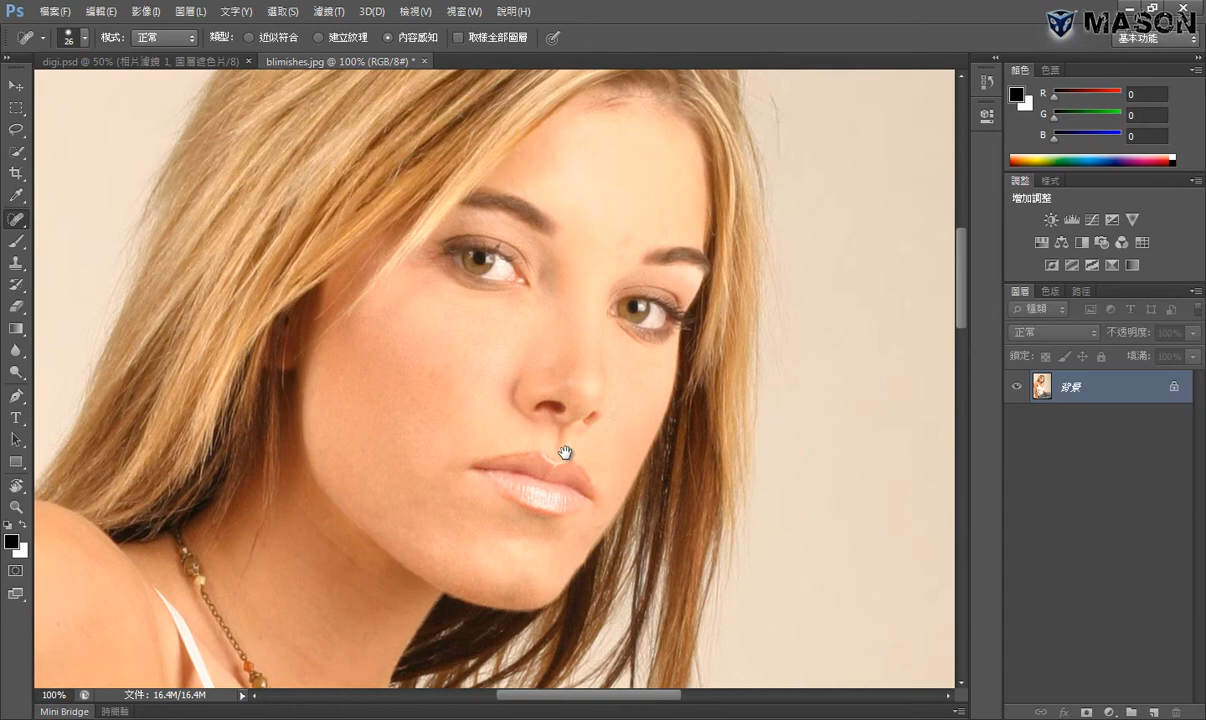 Ps 檔案(F) 編輯(E) 影像(I) 圖層(L) 文字(Y) 選取(S) 濾鏡(T) 3D(D) 檢視(V) 視窗(W) 說明(H)
MASON
26 模式: 正常 類型: 近似符合 建立紋理 內容感知 取樣全部圖層
基本功能
digi.psd @ 50% (相片濾鏡 1, 圖層遮色片/8) × blimishes.jpg @ 100% (RGB/8#) * ×
顏色 色票
R 0
G 0
B 0
調整 樣式
增加調整
圖層 色版 路徑
種類
正常 不透明度: 100%
鎖定: 填滿: 100%
背景
100% 文件: 16.4M/16.4M
Mini Bridge 時間軸